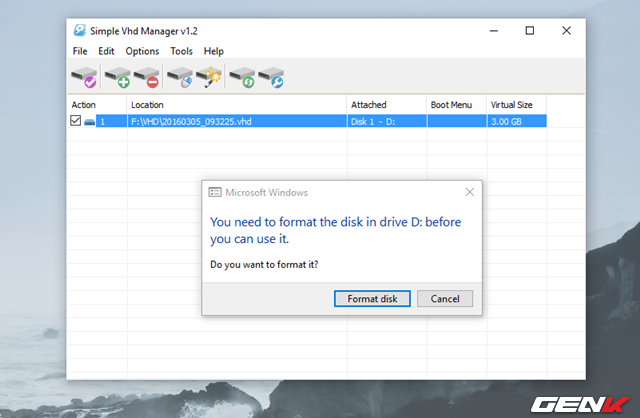 Simple Vhd Manager v1.2
File Edit Options Tools Help
Action Location Attached Boot Menu Virtual Size
1 F:\VHD\20160305_093225.vhd Disk 1 - D: 3.00 GB
Microsoft Windows
You need to format the disk in drive D: before
you can use it.
Do you want to format it?
Format disk Cancel
GENK